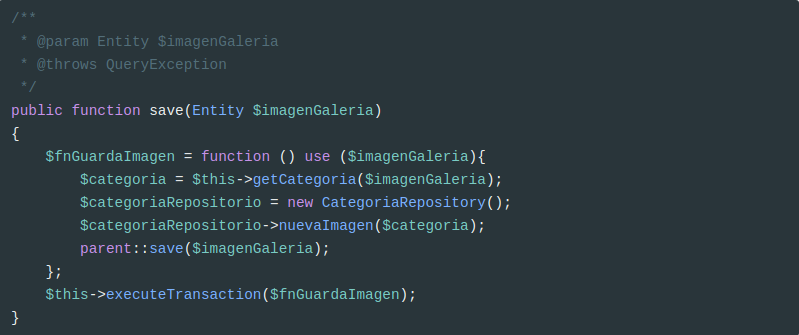 /**
 * @param Entity $imagenGaleria
 * @throws QueryException
 */
public function save(Entity $imagenGaleria)
{
    $fnGuardaImagen = function () use ($imagenGaleria){
        $categoria = $this->getCategoria($imagenGaleria);
        $categoriaRepositorio = new CategoriaRepository();
        $categoriaRepositorio->nuevaImagen($categoria);
        parent::save($imagenGaleria);
    };
    $this->executeTransaction($fnGuardaImagen);
}